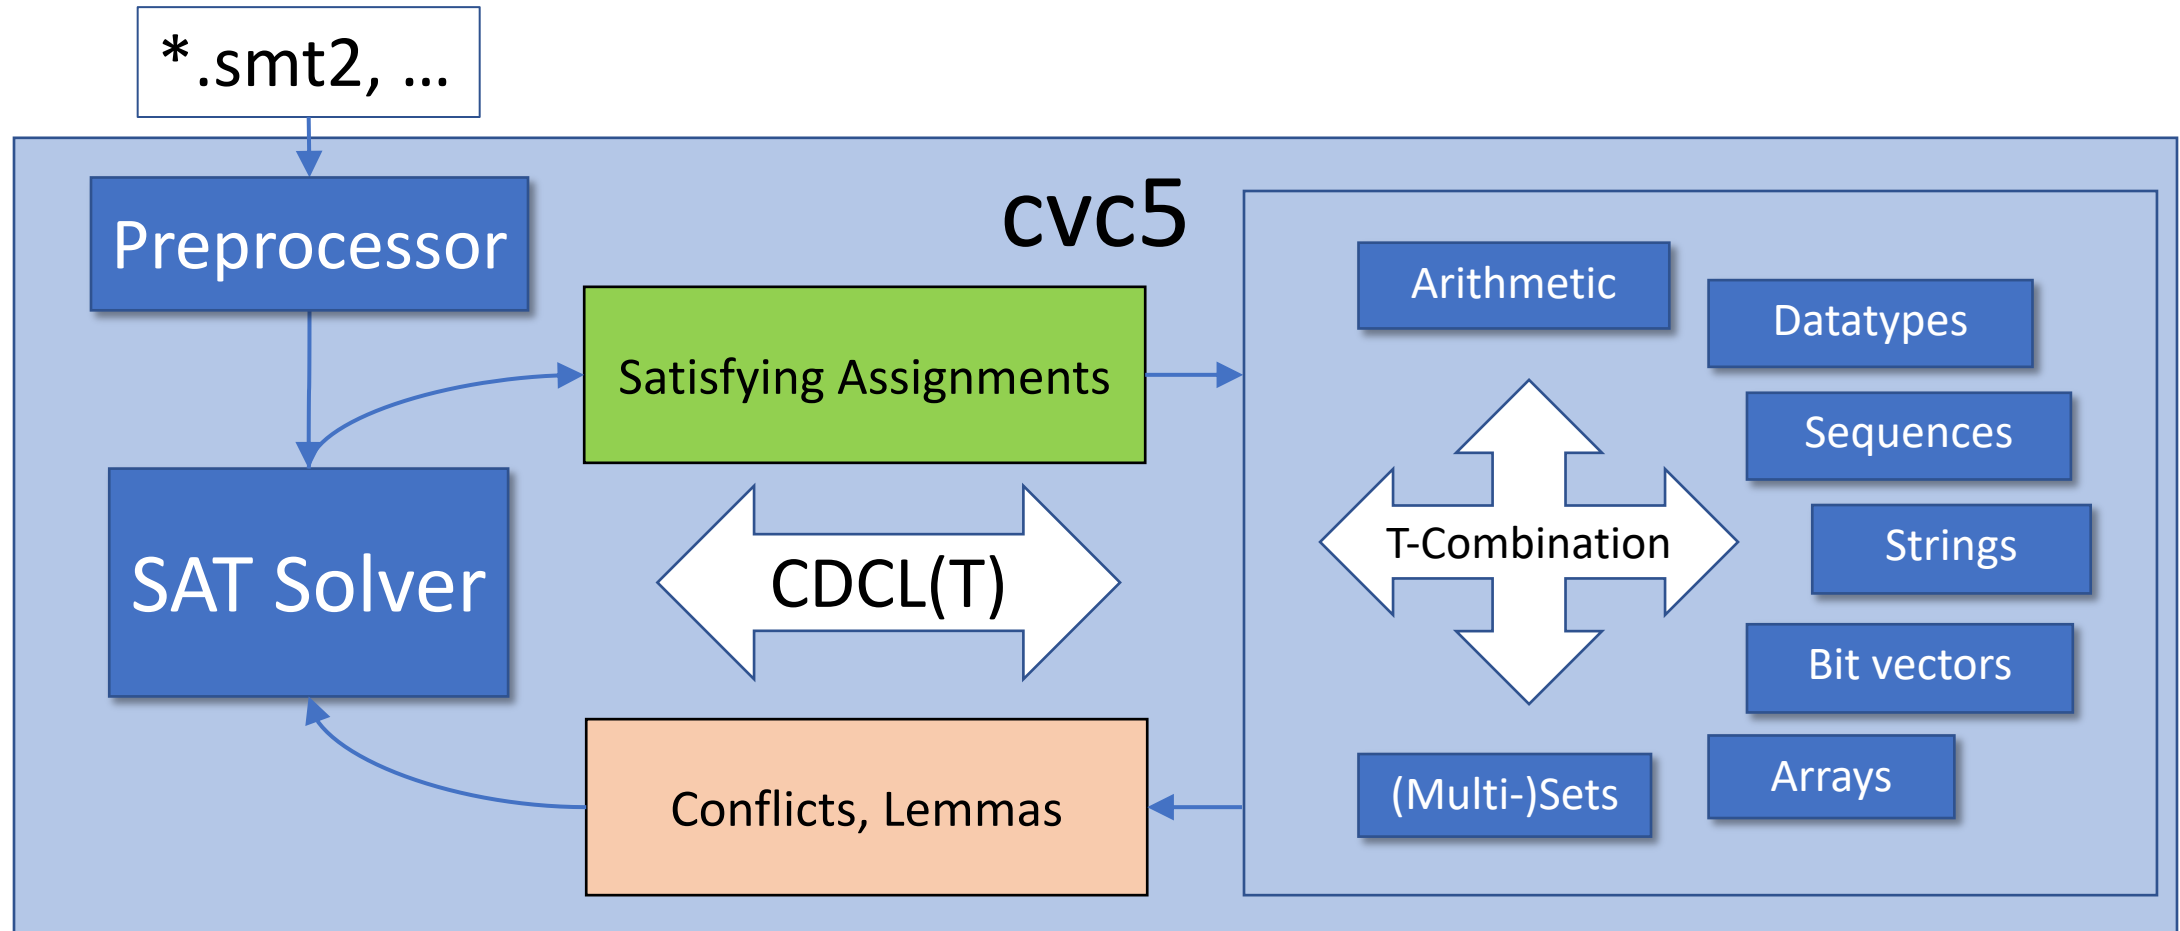 *.smt2, ...
cvc5
Preprocessor
Satisfying Assignments
SAT Solver
CDCL(T)
Conflicts, Lemmas
Arithmetic
Datatypes
Sequences
T-Combination
Strings
Bit vectors
Arrays
(Multi-)Sets